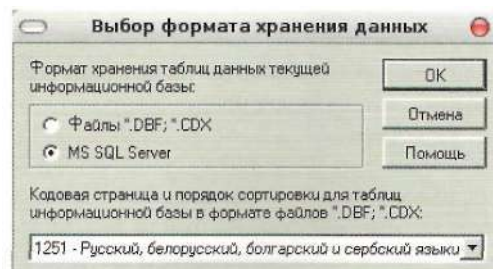 Выбор формата хранения данных
Формат хранения таблиц данных текущей
информационной базы:
OK
Файлы *.DBF; *.CDX
Отмена
MS SQL Server
Помощь
Кодовая страница и порядок сортировки для таблиц
информационной базы в формате файлов *.DBF; *.CDX:
1251 - Русский, белорусский, болгарский и сербский языки